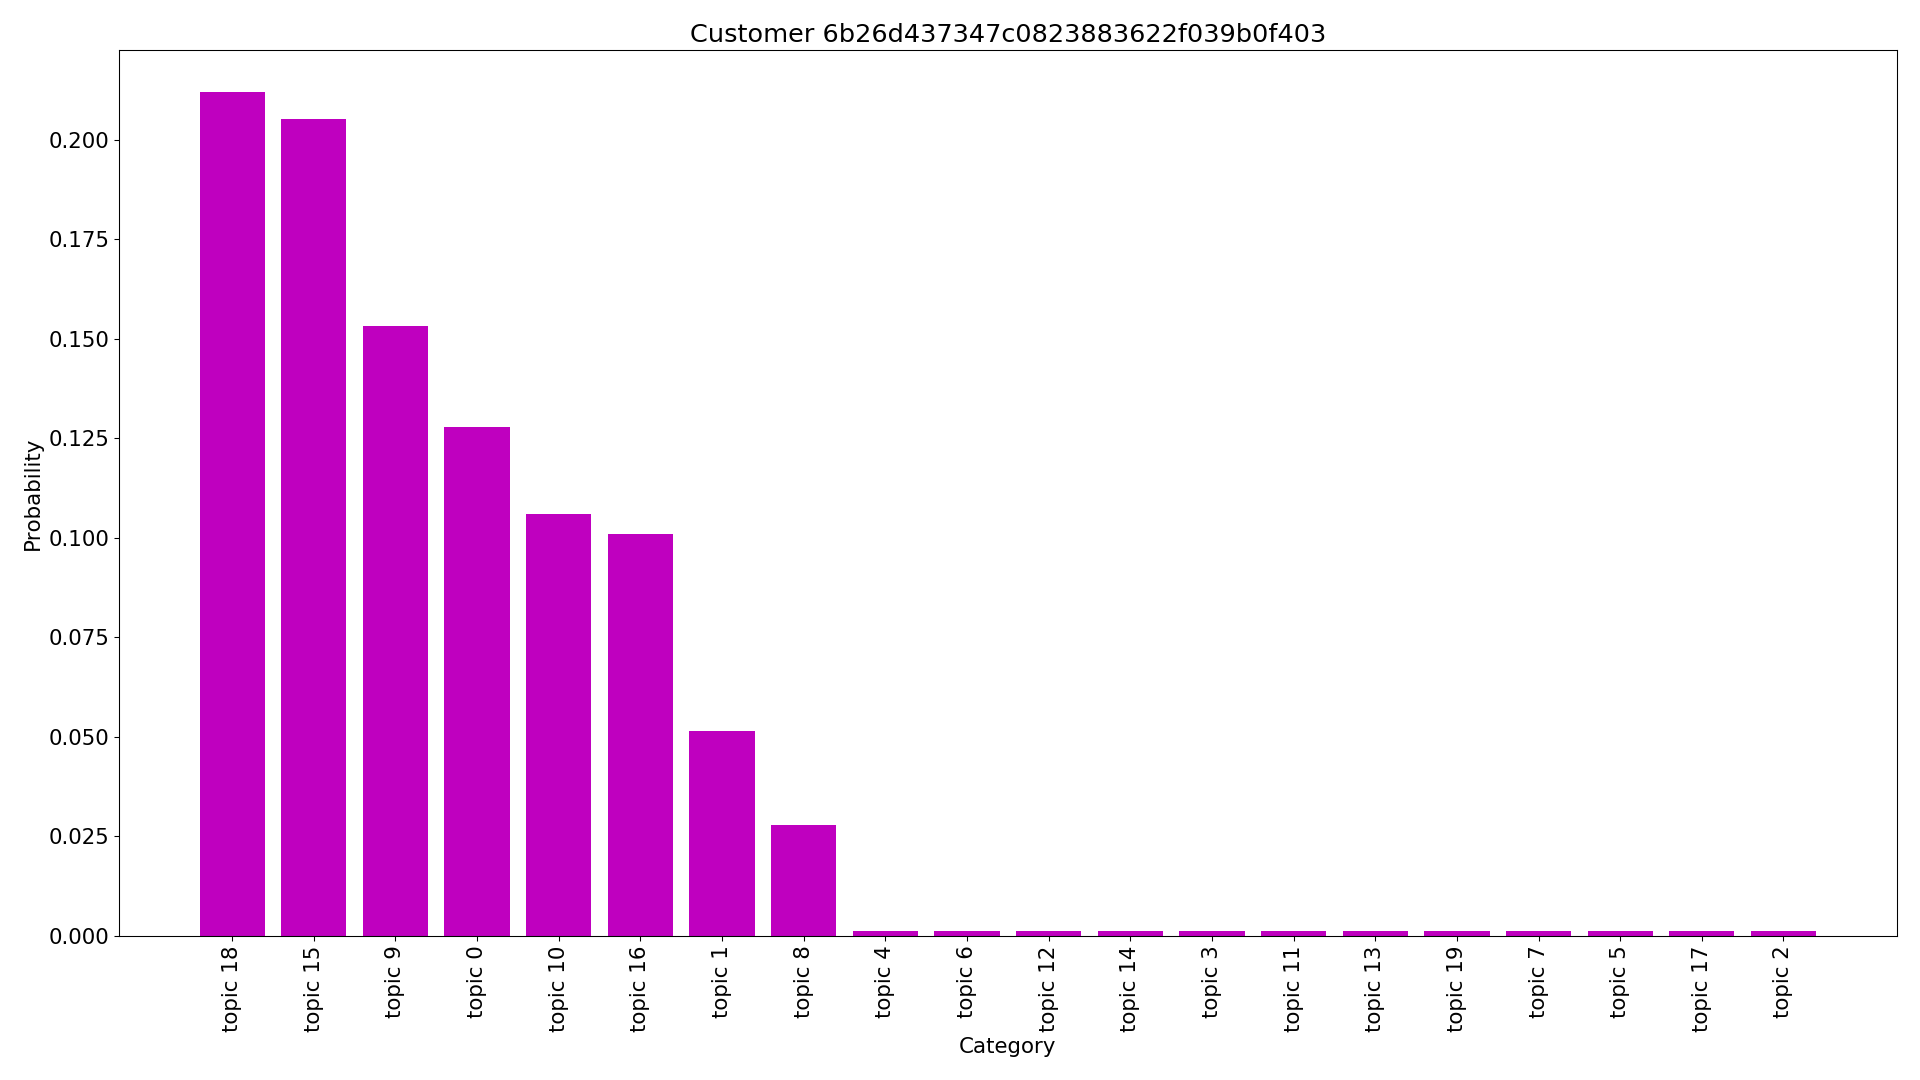 Customer 6b26d437347c0823883622f039b0f403
Probability
0.200
0.175
0.150
0.125
0.100
0.075
0.050
0.025
0.000
topic 18
topic 15
topic 9
topic 0
topic 10
topic 16
topic 1
topic 8
topic 4
topic 6
topic 12
topic 14
topic 3
topic 11
topic 13
topic 19
topic 7
topic 5
topic 17
topic 2
Category